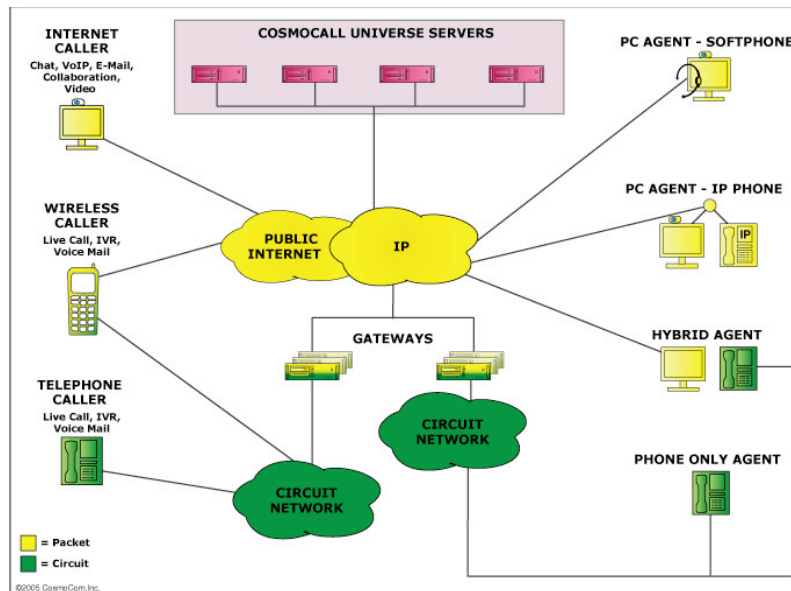 INTERNET
CALLER
Chat, VoIP, E-Mail,
Collaboration,
Video
COSMOCALL UNIVERSE SERVERS
PC AGENT - SOFTPHONE
WIRELESS
CALLER
Live Call, IVR,
Voice Mail
PUBLIC
INTERNET
IP
PC AGENT - IP PHONE
IP
GATEWAYS
HYBRID AGENT
TELEPHONE
CALLER
Live Call, IVR,
Voice Mail
CIRCUIT
NETWORK
PHONE ONLY AGENT
CIRCUIT
NETWORK
= Packet
= Circuit
©2005 CosmoCom,Inc.